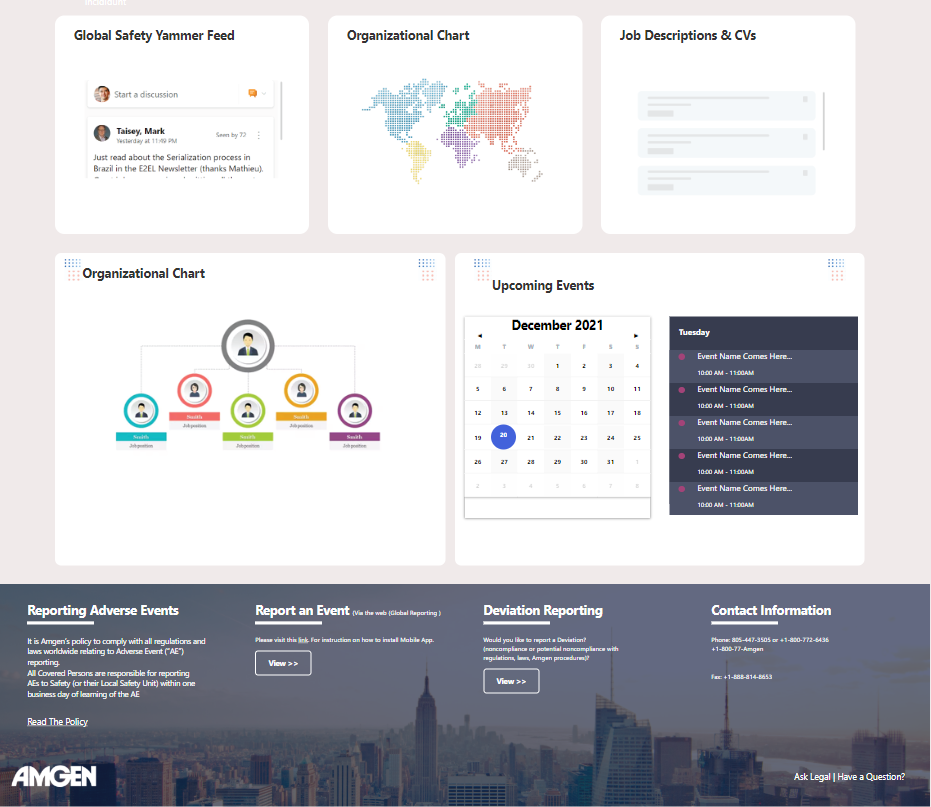 incididunt
Global Safety Yammer Feed
Organizational Chart
Job Descriptions & CVs
Start a discussion
Taisey, Mark
Yesterday at 11:49 PM
Seen by 72
Just read about the Serialization process in
Brazil in the E2EL Newsletter (thanks Mathieu).
Organizational Chart
Job position
Job position
Job position
Job position
Job position
Upcoming Events
December 2021
M T W T F S S
28 29 30 1 2 3 4
5 6 7 8 9 10 11
12 13 14 15 16 17 18
19 20 21 22 23 24 25
26 27 28 29 30 31 1
2 3 4 5 6 7 8
Tuesday
Event Name Comes Here...
10:00 AM - 11:00AM
Event Name Comes Here...
10:00 AM - 11:00AM
Event Name Comes Here...
10:00 AM - 11:00AM
Event Name Comes Here...
10:00 AM - 11:00AM
Event Name Comes Here...
10:00 AM - 11:00AM
Reporting Adverse Events
It is Amgen's policy to comply with all regulations and
laws worldwide relating to Adverse Event ("AE")
reporting.
All Covered Persons are responsible for reporting
AEs to Safety (or their Local Safety Unit) within one
business day of learning of the AE
Read The Policy
Report an Event (Via the web (Global Reporting )
Please visit this link. For instruction on how to install Mobile App.
View >>
Deviation Reporting
Would you like to report a Deviation?
(noncompliance or potential noncompliance with
regulations, laws, Amgen procedures)?
View >>
Contact Information
Phone: 805-447-3505 or +1-800-772-6436
+1-800-77-Amgen
Fax: +1-888-814-8653
AMGEN
Ask Legal | Have a Question?